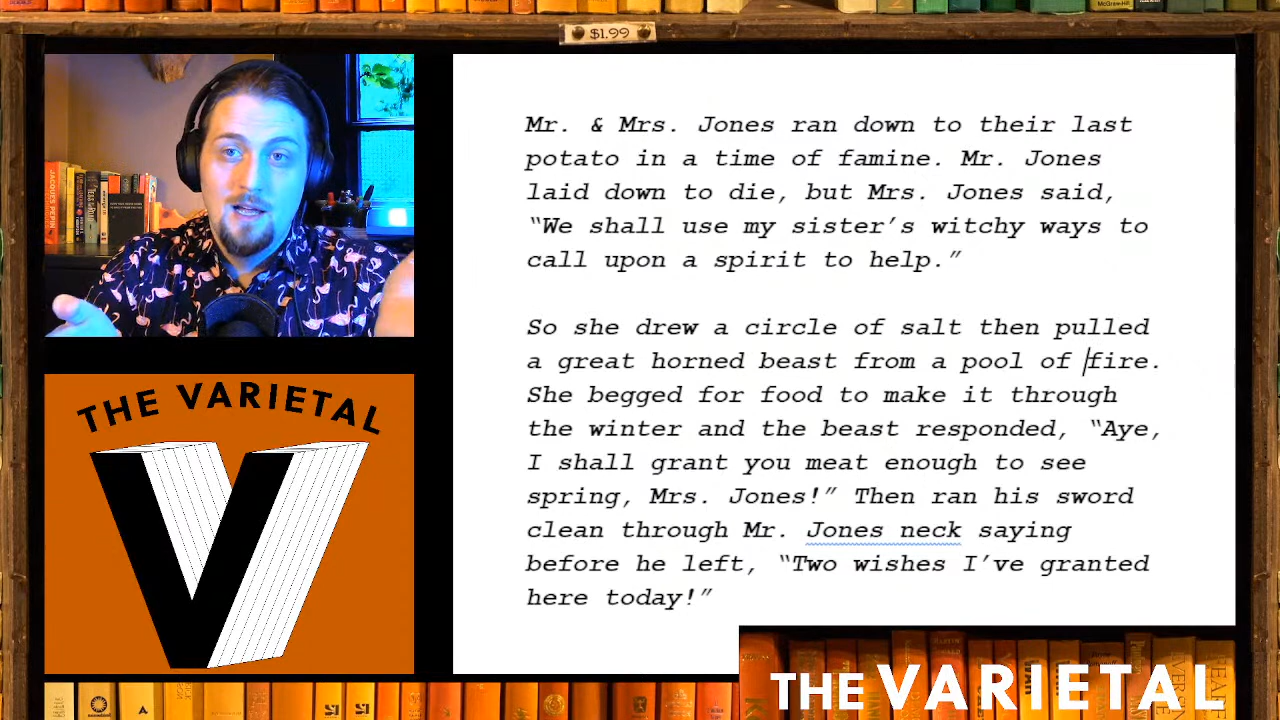 McGraw-Hill
$1.99
Mr. & Mrs. Jones ran down to their last
potato in a time of famine. Mr. Jones
laid down to die, but Mrs. Jones said,
“We shall use my sister’s witchy ways to
call upon a spirit to help.”
So she drew a circle of salt then pulled
a great horned beast from a pool of fire.
She begged for food to make it through
the winter and the beast responded, “Aye,
I shall grant you meat enough to see
spring, Mrs. Jones!” Then ran his sword
clean through Mr. Jones neck saying
before he left, “Two wishes I’ve granted
here today!”
JACQUES PEPIN
THE VARIETAL
V
THE VARIETAL